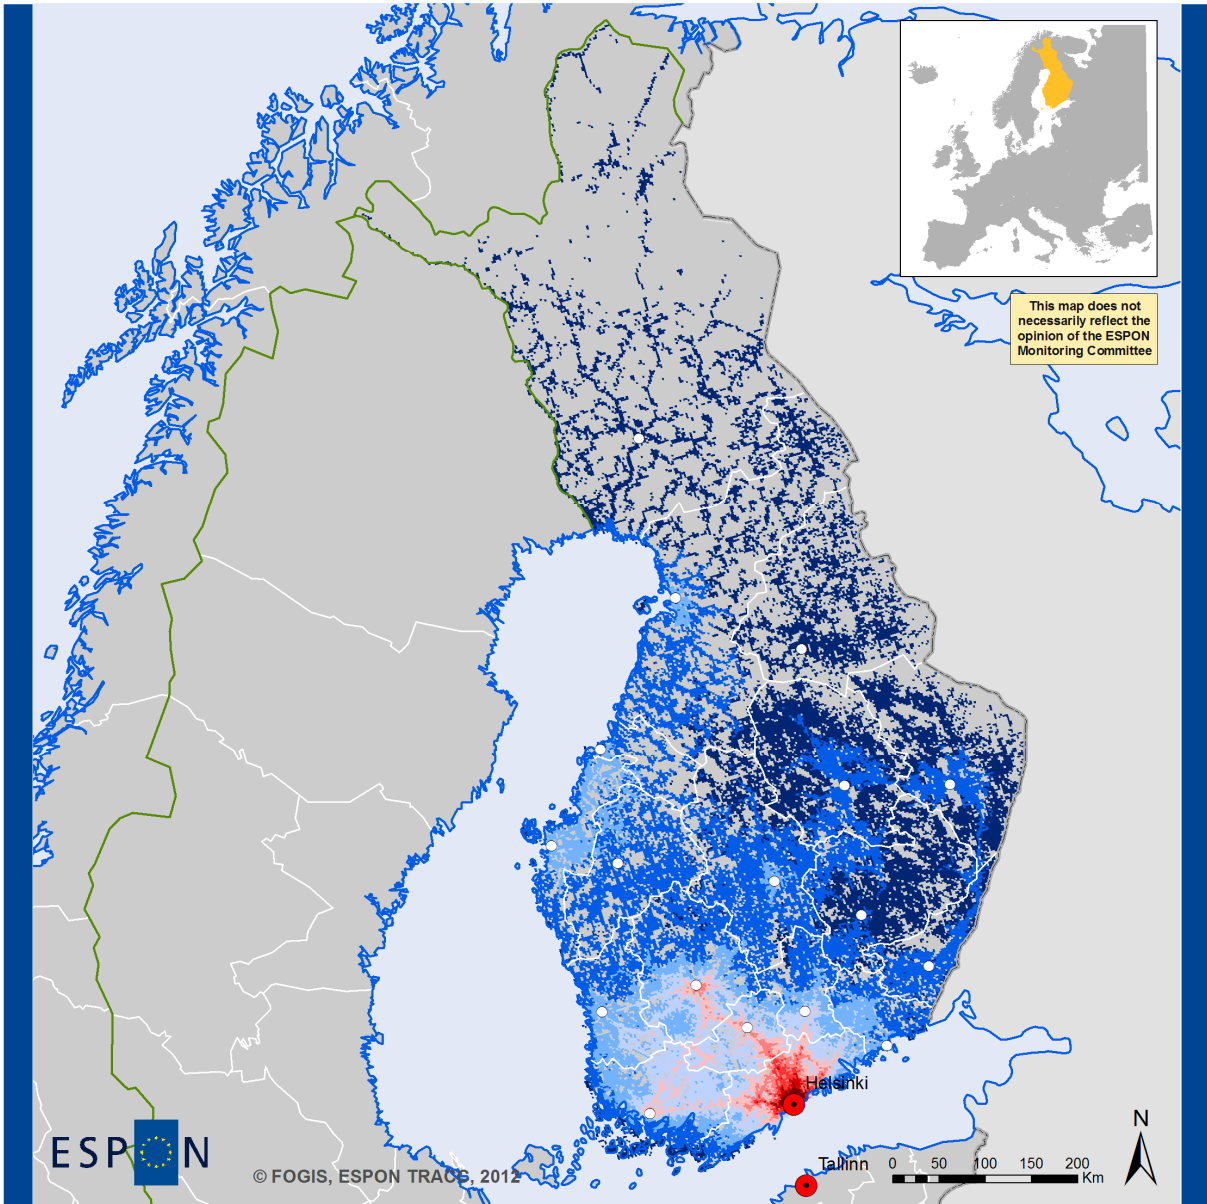 This map does not
necessarily reflect the
opinion of the ESPON
Monitoring Committee
Helsinki
Tallinn
N
0 50 100 150 200
Km
ESPON
© FOGIS, ESPON TRACC, 2012